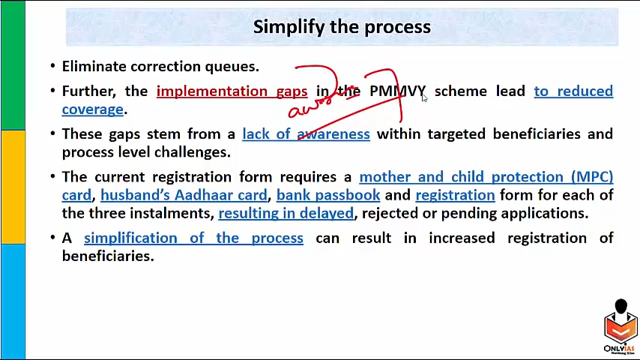 Simplify the process
• Eliminate correction queues.
• Further, the implementation gaps in the PMMVY scheme lead to reduced
coverage.
• These gaps stem from a lack of awareness within targeted beneficiaries and
process level challenges.
• The current registration form requires a mother and child protection (MPC)
card, husband's Aadhaar card, bank passbook and registration form for each of
the three instalments, resulting in delayed, rejected or pending applications.
• A simplification of the process can result in increased registration of
beneficiaries.
ONLYIAS